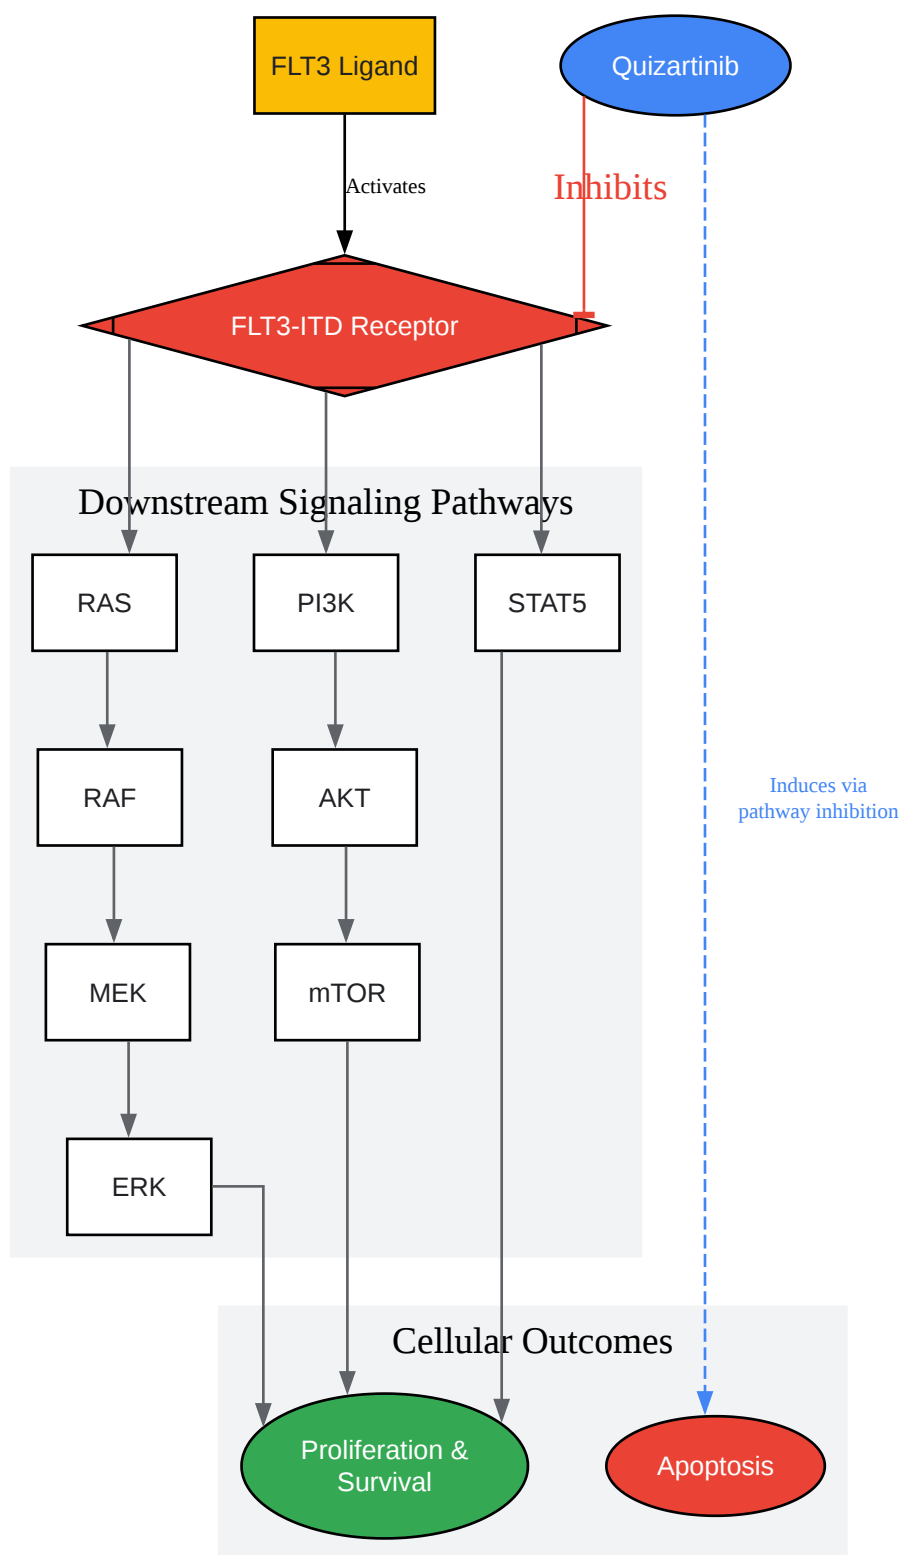 FLT3 Ligand
Quizartinib
Activates
Inhibits
FLT3-ITD Receptor
Downstream Signaling Pathways
RAS
PI3K
STAT5
RAF
AKT
Induces via
pathway inhibition
MEK
mTOR
ERK
Cellular Outcomes
Proliferation &
Survival
Apoptosis